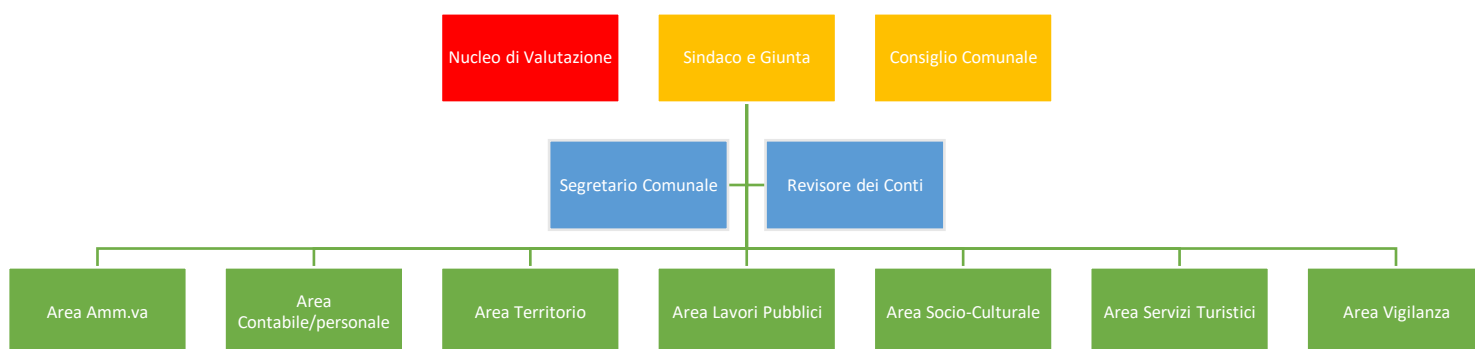 Nucleo di Valutazione
Sindaco e Giunta
Consiglio Comunale
Segretario Comunale
Revisore dei Conti
Area Amm.va
Area
Contabile/personale
Area Territorio
Area Lavori Pubblici
Area Socio-Culturale
Area Servizi Turistici
Area Vigilanza